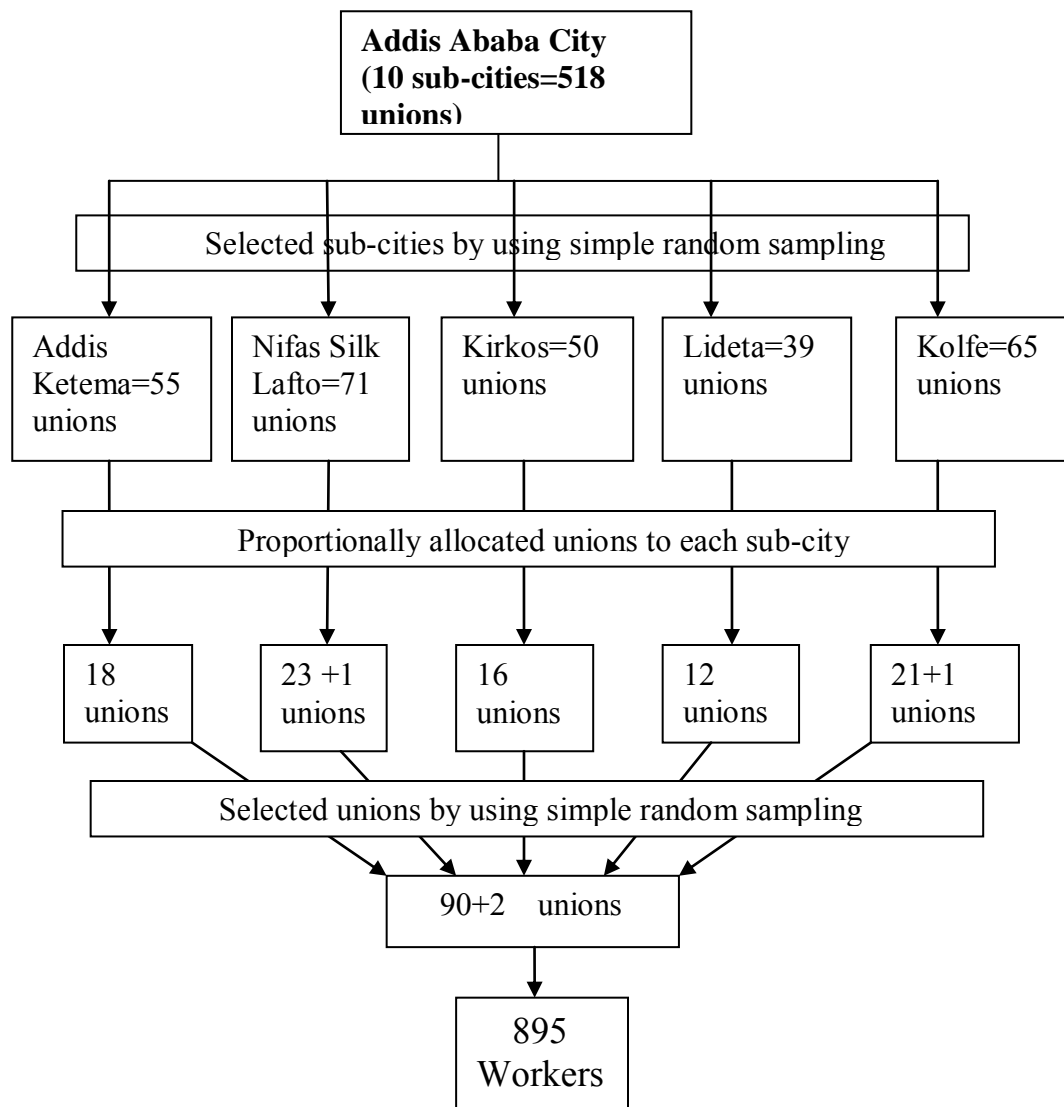 Addis Ababa City
(10 sub-cities=518
unions)
Selected sub-cities by using simple random sampling
Addis
Ketema=55
unions
Nifas Silk
Lafto=71
unions
Kirkos=50
unions
Lideta=39
unions
Kolfe=65
unions
Proportionally allocated unions to each sub-city
18
unions
23 +1
unions
16
unions
12
unions
21+1
unions
Selected unions by using simple random sampling
90+2 unions
895
Workers